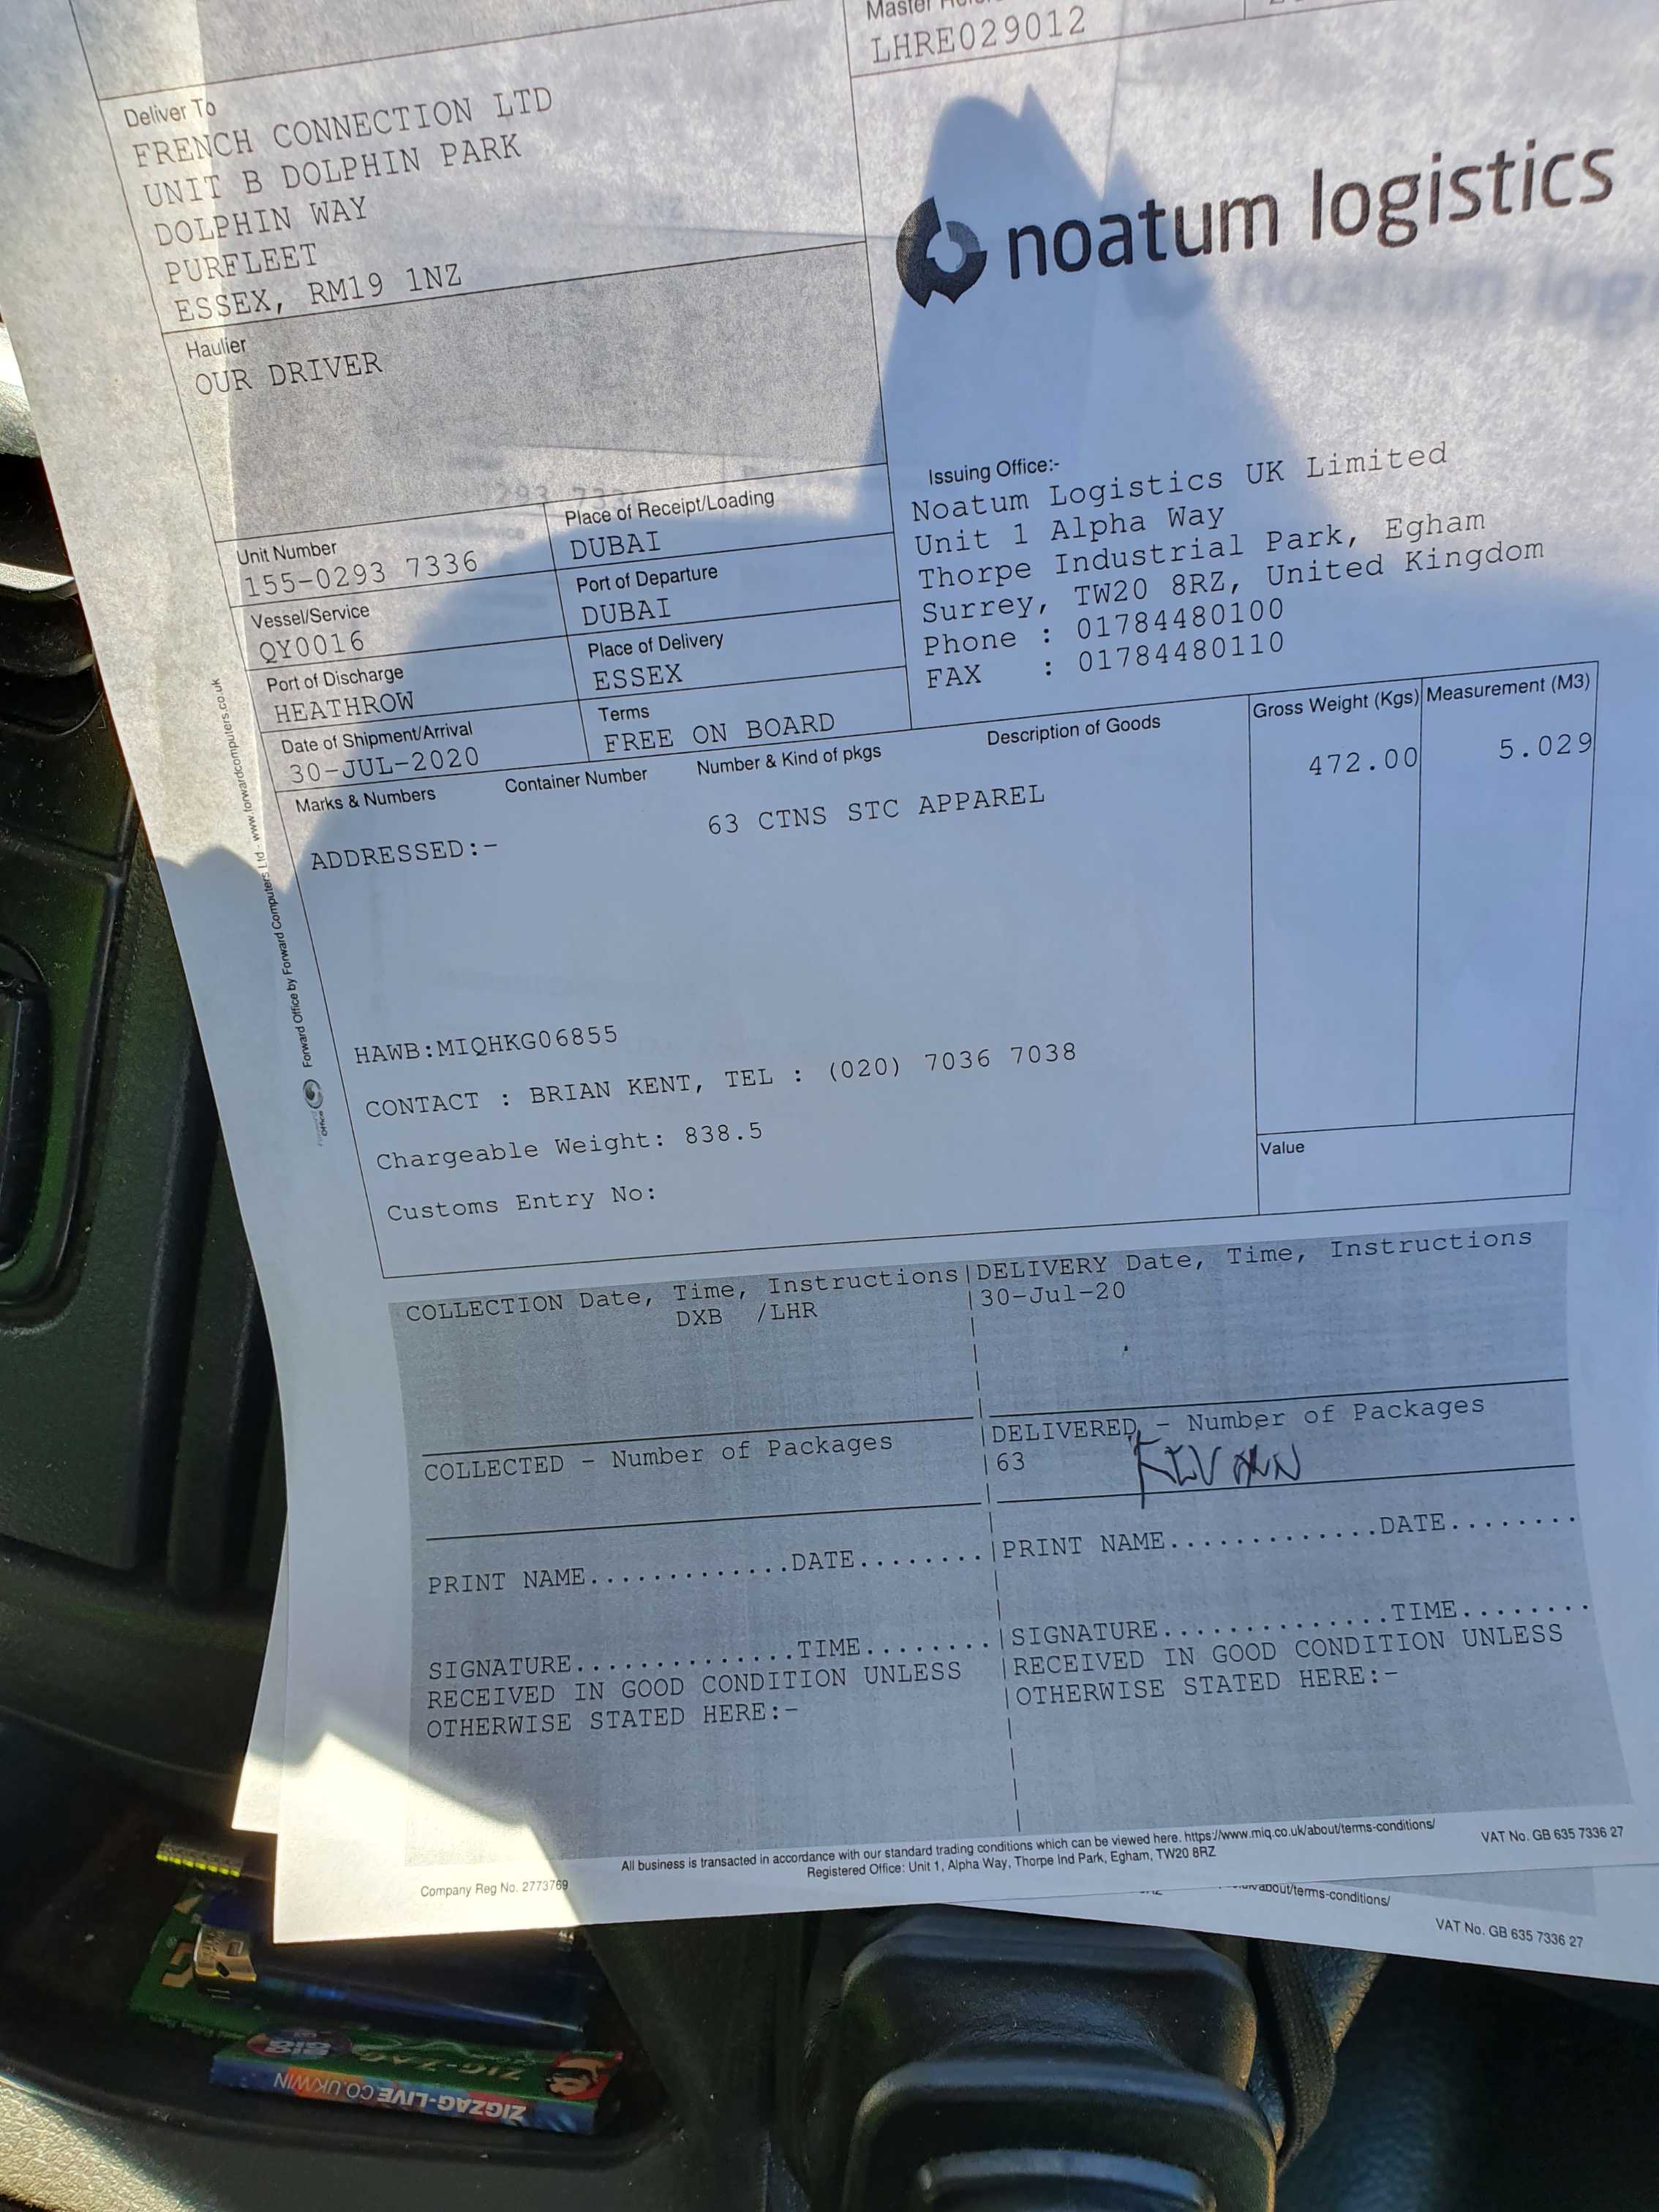 LHRE029012
Deliver To
FRENCH CONNECTION LTD
UNIT B DOLPHIN PARK
DOLPHIN WAY
PURFLEET
ESSEX, RM19 1NZ
noatum logistics
Haulier
OUR DRIVER
Issuing Office:-
Noatum Logistics UK Limited
Unit 1 Alpha Way
Thorpe Industrial Park, Egham
Surrey, TW20 8RZ, United Kingdom
Phone : 01784480100
FAX : 01784480110
Unit Number
155-0293 7336
Place of Receipt/Loading
DUBAI
Vessel/Service
QY0016
Port of Departure
DUBAI
Port of Discharge
HEATHROW
Place of Delivery
ESSEX
Date of Shipment/Arrival
30-JUL-2020
Terms
FREE ON BOARD
Marks & Numbers Container Number Number & Kind of pkgs Description of Goods Gross Weight (Kgs) Measurement (M3)
63 CTNS STC APPAREL 472.00 5.029
ADDRESSED:-
HAWB:MIQHKG06855
CONTACT : BRIAN KENT, TEL : (020) 7036 7038
Chargeable Weight: 838.5
Customs Entry No:
Value
Forward Office by Forward Computers Ltd - www.forwardcomputers.co.uk
COLLECTION Date, Time, Instructions
DXB /LHR
DELIVERY Date, Time, Instructions
30-Jul-20
COLLECTED - Number of Packages
DELIVERED - Number of Packages
63
PRINT NAME.............DATE........
PRINT NAME.............DATE........
SIGNATURE..............TIME........
RECEIVED IN GOOD CONDITION UNLESS
OTHERWISE STATED HERE:-
SIGNATURE..............TIME........
RECEIVED IN GOOD CONDITION UNLESS
OTHERWISE STATED HERE:-
All business is transacted in accordance with our standard trading conditions which can be viewed here. https://www.miq.co.uk/about/terms-conditions/
Registered Office: Unit 1, Alpha Way, Thorpe Ind Park, Egham, TW20 8RZ
Company Reg No. 2773769
VAT No. GB 635 7336 27
about/terms-conditions/
VAT No. GB 635 7336 27
ZIG-ZAG
BIG
ZIGZAG-LIVE.CO.UK/WIN